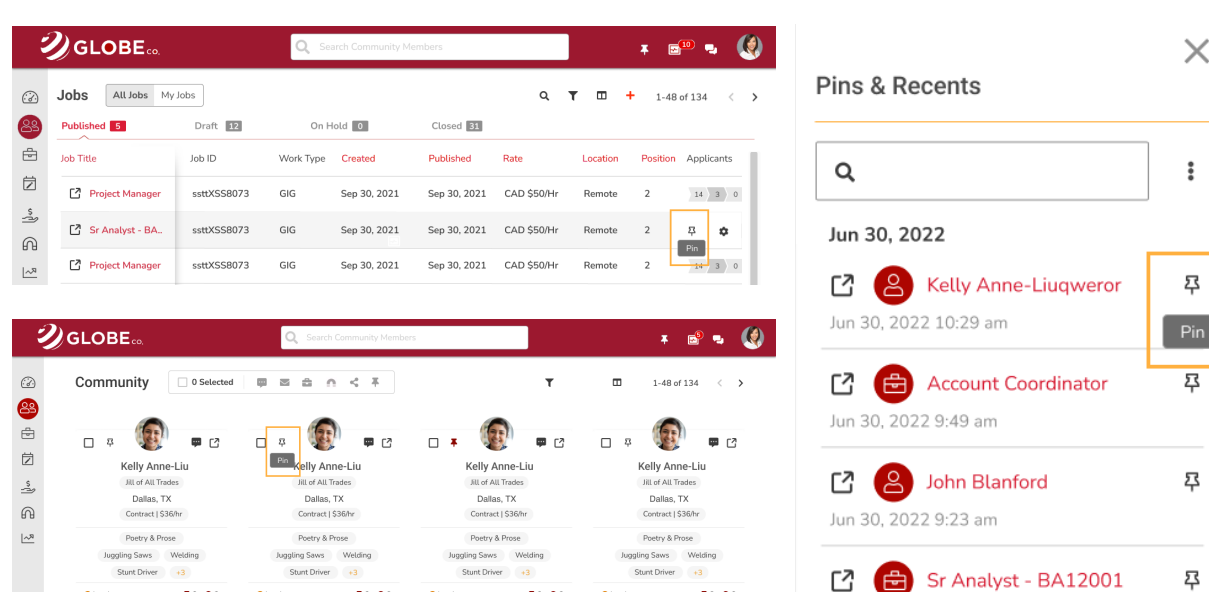 GLOBE co.
Search Community Members
10
Jobs
All Jobs
My Jobs
1-48 of 134
Published 5
Draft 12
On Hold 0
Closed 31
Job Title
Job ID
Work Type
Created
Published
Rate
Location
Position
Applicants
Project Manager
ssttXSS8073
GIG
Sep 30, 2021
Sep 30, 2021
CAD $50/Hr
Remote
2
14 3 0
Sr Analyst - BA..
ssttXSS8073
GIG
Sep 30, 2021
Sep 30, 2021
CAD $50/Hr
Remote
2
Pin
Project Manager
ssttXSS8073
GIG
Sep 30, 2021
Sep 30, 2021
CAD $50/Hr
Remote
2
14 3 0
GLOBE co.
Search Community Members
5
Community
0 Selected
1-48 of 134
Kelly Anne-Liu
Jill of All Trades
Dallas, TX
Contract | $36/hr
Poetry & Prose
Juggling Saws
Welding
Stunt Driver
+3
Pin
Kelly Anne-Liu
Jill of All Trades
Dallas, TX
Contract | $36/hr
Poetry & Prose
Juggling Saws
Welding
Stunt Driver
+3
Kelly Anne-Liu
Jill of All Trades
Dallas, TX
Contract | $36/hr
Poetry & Prose
Juggling Saws
Welding
Stunt Driver
+3
Kelly Anne-Liu
Jill of All Trades
Dallas, TX
Contract | $36/hr
Poetry & Prose
Juggling Saws
Welding
Stunt Driver
+3
Pins & Recents
Jun 30, 2022
Kelly Anne-Liuqweror
Jun 30, 2022 10:29 am
Pin
Account Coordinator
Jun 30, 2022 9:49 am
John Blanford
Jun 30, 2022 9:23 am
Sr Analyst - BA12001